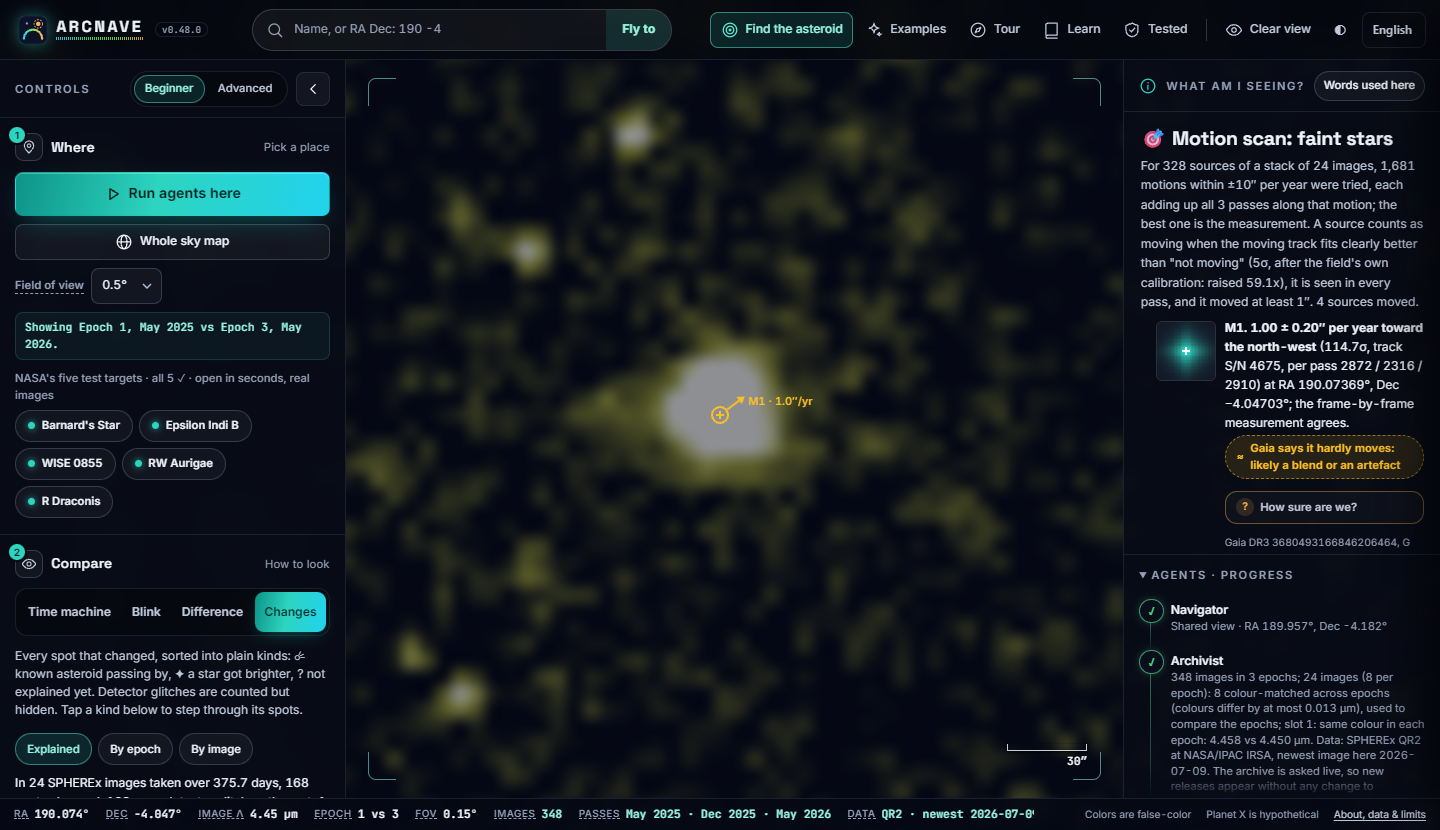 ARCNAVE v0.48.0
Name, or RA Dec: 190 -4
Fly to
Find the asteroid
Examples
Tour
Learn
Tested
Clear view
English
CONTROLS
Beginner
Advanced
1
Where
Pick a place
Run agents here
Whole sky map
Field of view
0.5°
Showing Epoch 1, May 2025 vs Epoch 3, May
2026.
NASA's five test targets · all 5 ✓ · open in seconds, real
images
Barnard's Star
Epsilon Indi B
WISE 0855
RW Aurigae
R Draconis
2
Compare
How to look
Time machine
Blink
Difference
Changes
Every spot that changed, sorted into plain kinds: ☄
known asteroid passing by, ✦ a star got brighter, ? not
explained yet. Detector glitches are counted but
hidden. Tap a kind below to step through its spots.
Explained
By epoch
By image
In 24 SPHEREx images taken over 375.7 days, 168
M1 · 1.0″/yr
30″
WHAT AM I SEEING?
Words used here
Motion scan: faint stars
For 328 sources of a stack of 24 images, 1,681
motions within ±10″ per year were tried, each
adding up all 3 passes along that motion; the
best one is the measurement. A source counts as
moving when the moving track fits clearly better
than "not moving" (5σ, after the field's own
calibration: raised 59.1x), it is seen in every
pass, and it moved at least 1″. 4 sources moved.
M1. 1.00 ± 0.20″ per year toward
the north-west (114.7σ, track
S/N 4675, per pass 2872 / 2316 /
2910) at RA 190.07369°, Dec
−4.04703°; the frame-by-frame
measurement agrees.
≈ Gaia says it hardly moves:
likely a blend or an artefact
? How sure are we?
Gaia DR3 3680493166846206464, G
▼ AGENTS · PROGRESS
✓ Navigator
Shared view · RA 189.957°, Dec -4.182°
✓ Archivist
348 images in 3 epochs; 24 images (8 per
epoch): 8 colour-matched across epochs
(colours differ by at most 0.013 µm), used to
compare the epochs; slot 1: same colour in each
epoch: 4.458 vs 4.450 µm. Data: SPHEREx QR2
at NASA/IPAC IRSA, newest image here 2026-
07-09. The archive is asked live, so new
releases appear without any change to
RA 190.074°
DEC -4.047°
IMAGE Λ 4.45 µm
EPOCH 1 vs 3
FOV 0.15°
IMAGES 348
PASSES May 2025 · Dec 2025 · May 2026
DATA QR2 · newest 2026-07-09
Colors are false-color
Planet X is hypothetical
About, data & limits